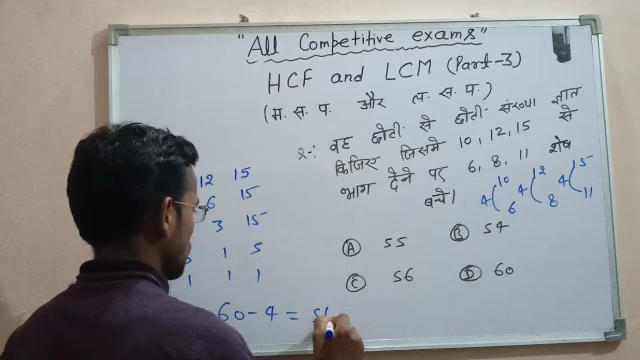 "All Competitive exams"
HCF and LCM (Part-3)
(म. स. प. और ल. स. प.)
2-: वह छोटी से छोटी संख्या ज्ञात
किजिए जिसमे 10, 12, 15 से
भाग देने पर 6, 8, 11 शेष
बचे।
4 ( 10 6 4 ( 12 8 4 ( 15 11
(A) 55 (B) 54
(C) 56 (D) 60
12 15
6 15
3 15
1 5
1 1 1
60 - 4 =